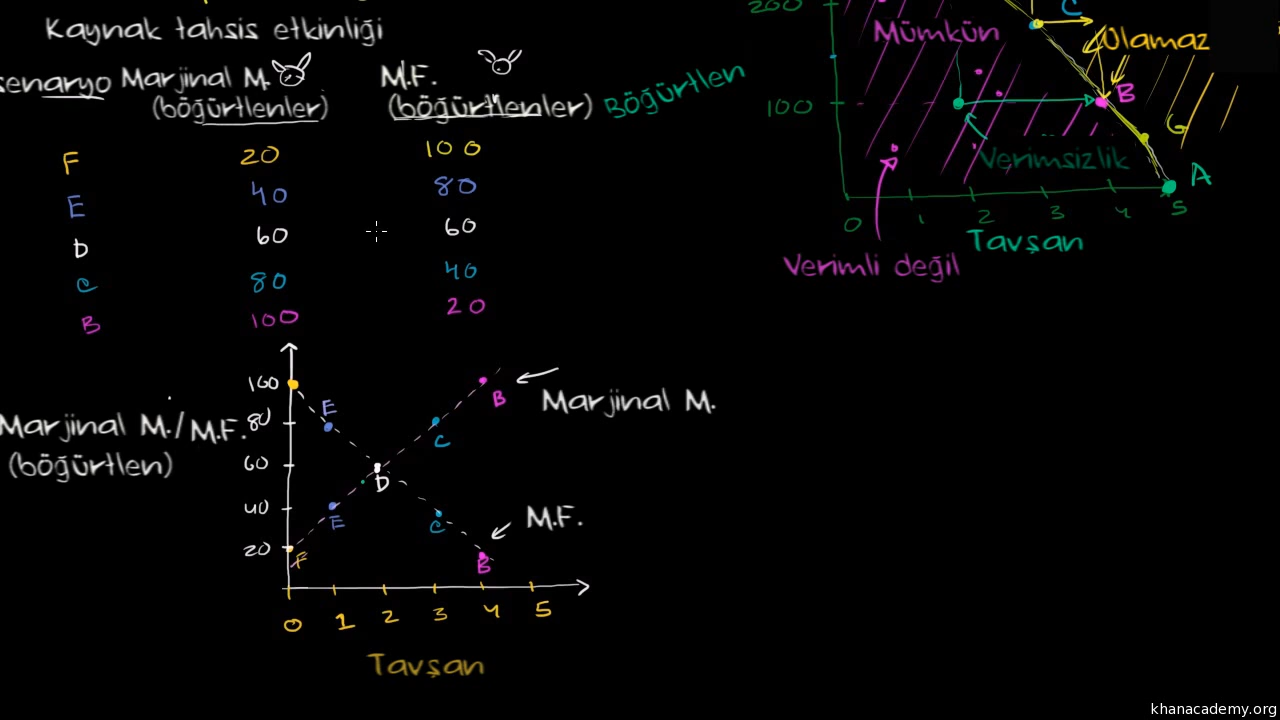 Kaynak tahsis etkinliği
senaryo Marjinal M. M.F.
(böğürtlenler) (böğürtlenler)
F 20 100
E 40 80
D 60 60
C 80 40
B 100 20
Böğürtlen
200
100
0 1 2 3 4 5
Tavşan
Mümkün
Olamaz
C
B
G
A
Verimsizlik
Verimli değil
Marjinal M./M.F.
(böğürtlen)
100
80
60
40
20
E
B
C
D
E
C
F
B
Marjinal M.
M.F.
0 1 2 3 4 5
Tavşan
khanacademy.org